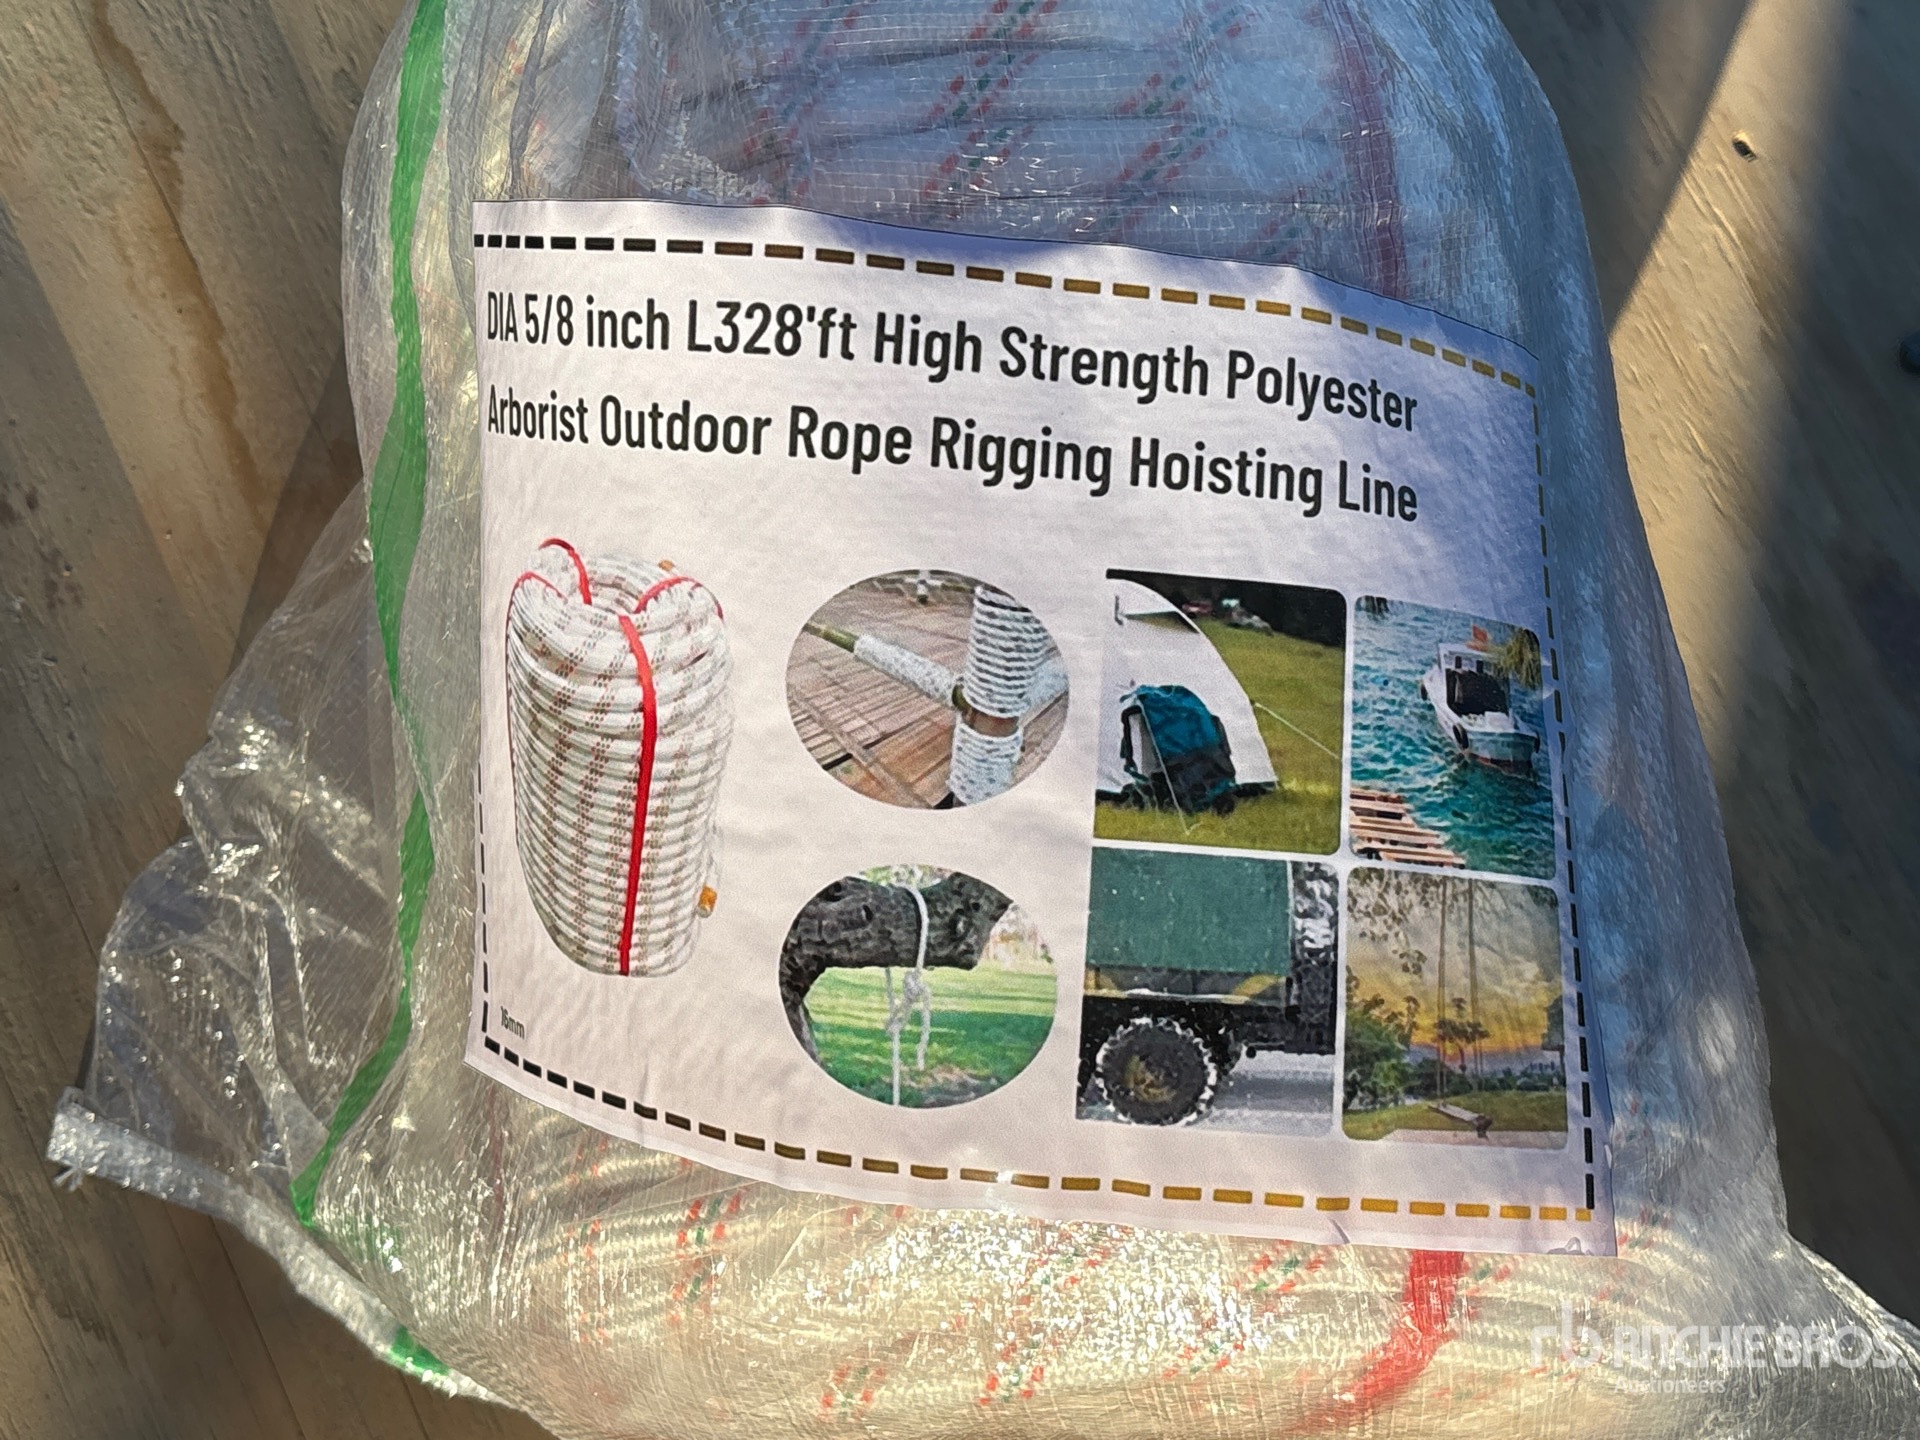 DIA 5/8 inch L328'ft High Strength Polyester
Arborist Outdoor Rope Rigging Hoisting Line
16mm
rb RITCHIE BROS.
Auctioneers